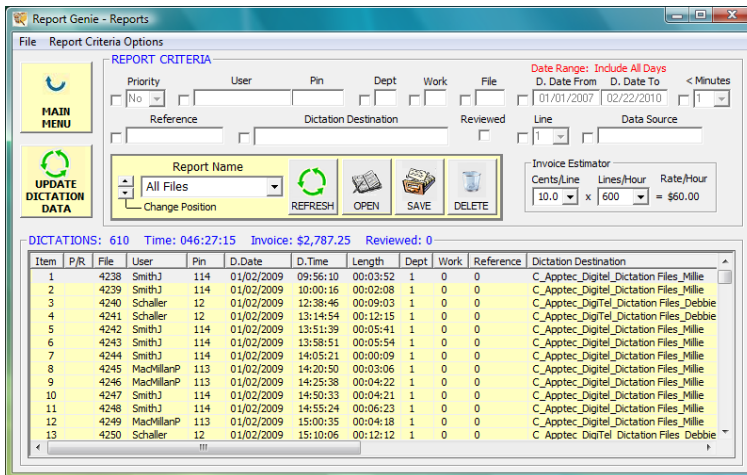 Report Genie - Reports
File Report Criteria Options
MAIN MENU
UPDATE DICTATION DATA
REPORT CRITERIA
Date Range: Include All Days
Priority User Pin Dept Work File D. Date From D. Date To < Minutes
No 01/01/2007 02/22/2010 1
Reference Dictation Destination Reviewed Line Data Source
1
Report Name
All Files
Change Position
REFRESH OPEN SAVE DELETE
Invoice Estimator
Cents/Line Lines/Hour Rate/Hour
10.0 x 600 = $60.00
DICTATIONS: 610 Time: 046:27:15 Invoice: $2,787.25 Reviewed: 0
Item P/R File User Pin D.Date D.Time Length Dept Work Reference Dictation Destination
1 4238 SmithJ 114 01/02/2009 09:56:10 00:03:52 1 0 0 C_Apptec_Digitel_Dictation Files_Millie
2 4239 SmithJ 114 01/02/2009 10:00:16 00:02:08 1 0 0 C_Apptec_Digitel_Dictation Files_Millie
3 4240 Schaller 12 01/02/2009 12:38:46 00:09:03 1 0 0 C_Apptec_DigiTel_Dictation Files_Debbie
4 4241 Schaller 12 01/02/2009 13:14:54 00:12:15 1 0 0 C_Apptec_DigiTel_Dictation Files_Debbie
5 4242 SmithJ 114 01/02/2009 13:51:39 00:05:41 1 0 0 C_Apptec_Digitel_Dictation Files_Millie
6 4243 SmithJ 114 01/02/2009 13:58:51 00:05:54 1 0 0 C_Apptec_Digitel_Dictation Files_Millie
7 4244 SmithJ 114 01/02/2009 14:05:21 00:00:09 1 0 0 C_Apptec_Digitel_Dictation Files_Millie
8 4245 MacMillanP 113 01/02/2009 14:20:50 00:03:06 1 0 0 C_Apptec_Digitel_Dictation Files_Millie
9 4246 MacMillanP 113 01/02/2009 14:25:38 00:04:22 1 0 0 C_Apptec_Digitel_Dictation Files_Millie
10 4247 SmithJ 114 01/02/2009 14:50:33 00:04:21 1 0 0 C_Apptec_Digitel_Dictation Files_Millie
11 4248 SmithJ 114 01/02/2009 14:55:24 00:06:23 1 0 0 C_Apptec_Digitel_Dictation Files_Millie
12 4249 MacMillanP 113 01/02/2009 15:00:35 00:04:18 1 0 0 C_Apptec_Digitel_Dictation Files_Millie
13 4250 Schaller 12 01/02/2009 15:10:06 00:12:12 1 0 0 C_Apptec_DigiTel_Dictation Files_Debbie